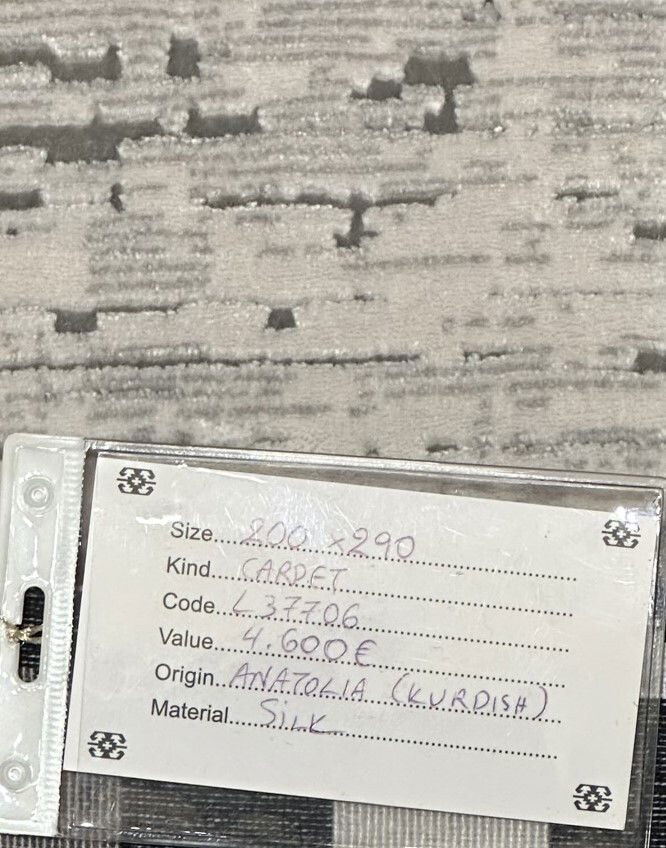 Size....200 x 290
Kind....CARPET
Code...L37706
Value....4.600€
Origin..ANATOLIA (KURDISH)
Material....SiLK